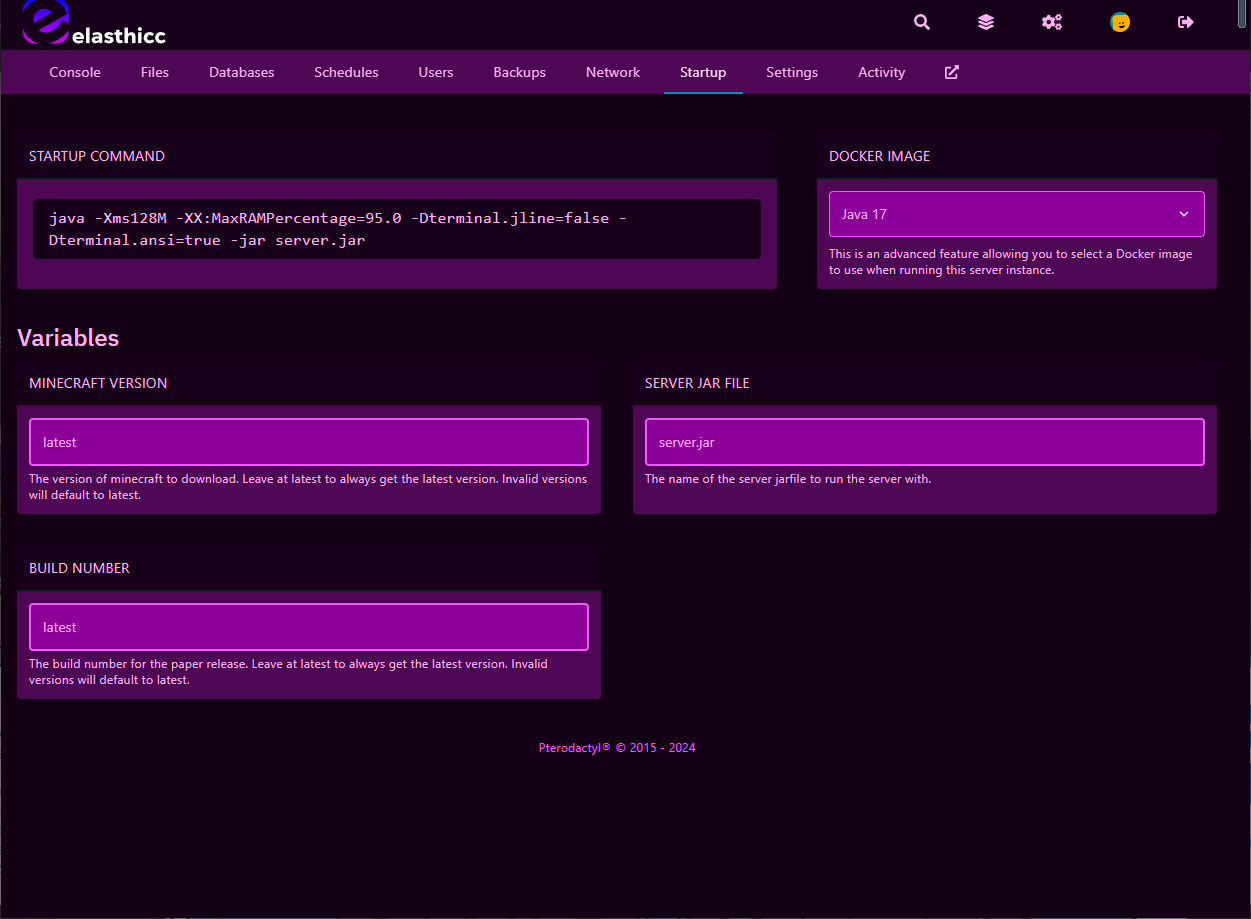 elasthicc
Console Files Databases Schedules Users Backups Network Startup Settings Activity
STARTUP COMMAND
java -Xms128M -XX:MaxRAMPercentage=95.0 -Dterminal.jline=false -
Dterminal.ansi=true -jar server.jar
DOCKER IMAGE
Java 17
This is an advanced feature allowing you to select a Docker image
to use when running this server instance.
Variables
MINECRAFT VERSION
latest
The version of minecraft to download. Leave at latest to always get the latest version. Invalid versions
will default to latest.
SERVER JAR FILE
server.jar
The name of the server jarfile to run the server with.
BUILD NUMBER
latest
The build number for the paper release. Leave at latest to always get the latest version. Invalid
versions will default to latest.
Pterodactyl® © 2015 - 2024